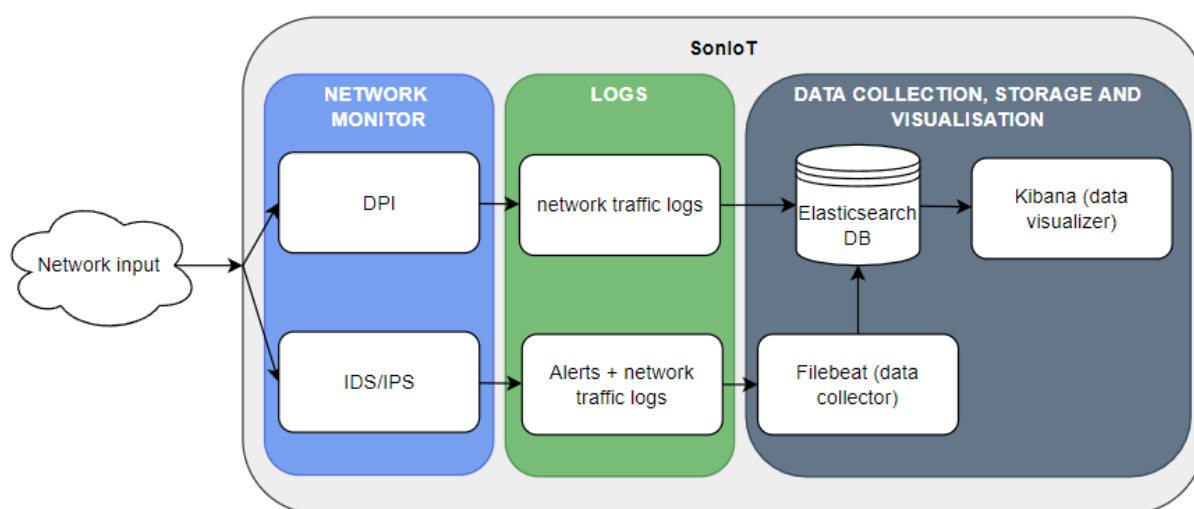 SonIoT
NETWORK
MONITOR
LOGS
DATA COLLECTION, STORAGE AND
VISUALISATION
Network input
DPI
network traffic logs
Elasticsearch
DB
Kibana (data
visualizer)
IDS/IPS
Alerts + network
traffic logs
Filebeat (data
collector)